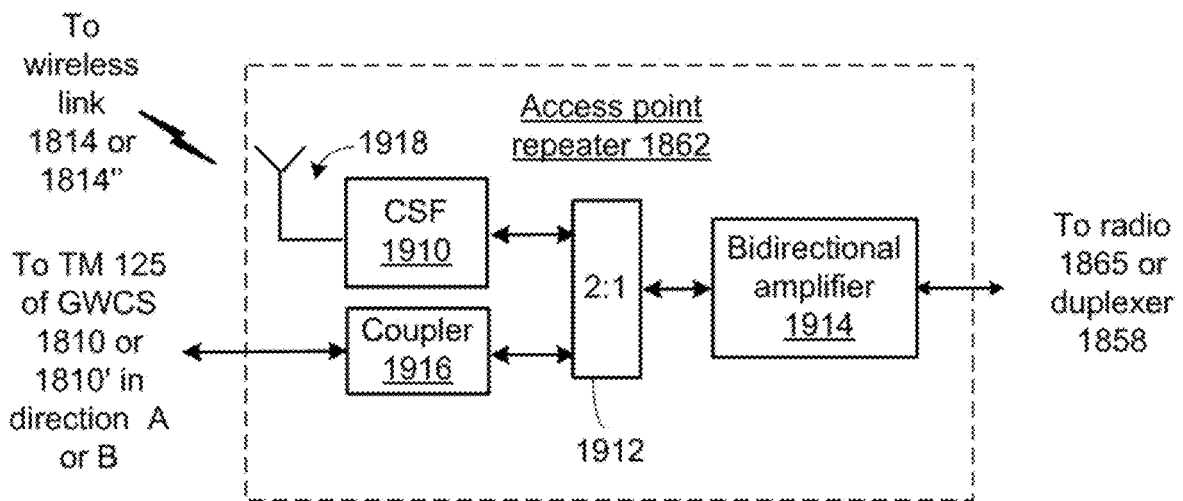 To
wireless
link
1814 or
1814"
Access point
repeater 1862
1918
CSF
1910
2:1
Bidirectional
amplifier
1914
To radio
1865 or
duplexer
1858
To TM 125
of GWCS
1810 or
1810' in
direction A
or B
Coupler
1916
1912